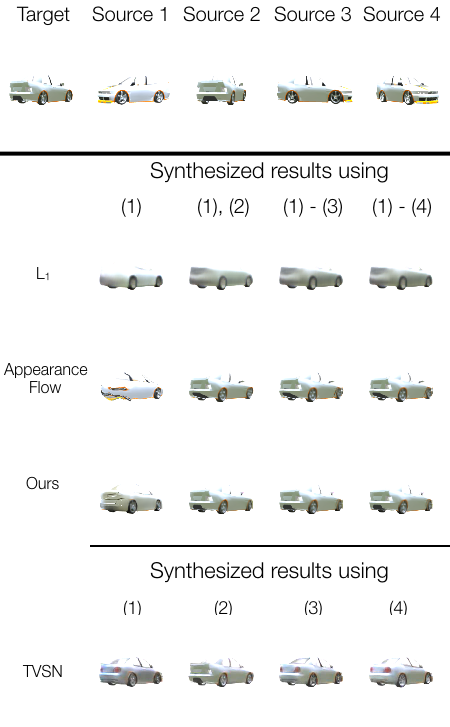 Target Source 1 Source 2 Source 3 Source 4
Synthesized results using
(1) (1), (2) (1) - (3) (1) - (4)
L₁
Appearance
Flow
Ours
Synthesized results using
(1) (2) (3) (4)
TVSN